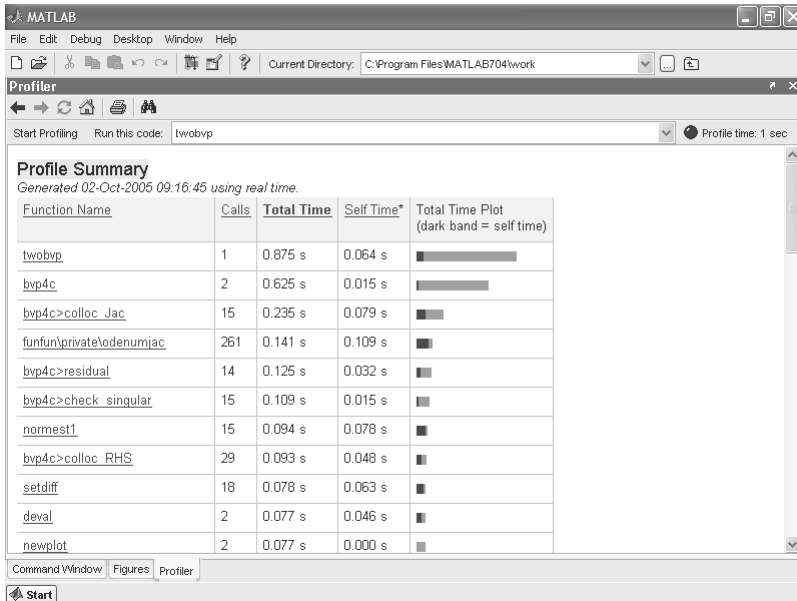 MATLAB
File Edit Debug Desktop Window Help
Current Directory: C:\Program Files\MATLAB704\work
Profiler
Start Profiling Run this code: twobvp Profile time: 1 sec
Profile Summary
Generated 02-Oct-2005 09:16:45 using real time.
Function Name Calls Total Time Self Time* Total Time Plot
(dark band = self time)
twobvp 1 0.875 s 0.064 s
bvp4c 2 0.625 s 0.015 s
bvp4c>colloc_Jac 15 0.235 s 0.079 s
funfun\private\odenumjac 261 0.141 s 0.109 s
bvp4c>residual 14 0.125 s 0.032 s
bvp4c>check_singular 15 0.109 s 0.015 s
normest1 15 0.094 s 0.078 s
bvp4c>colloc_RHS 29 0.093 s 0.048 s
setdiff 18 0.078 s 0.063 s
deval 2 0.077 s 0.046 s
newplot 2 0.077 s 0.000 s
Command Window Figures Profiler
Start